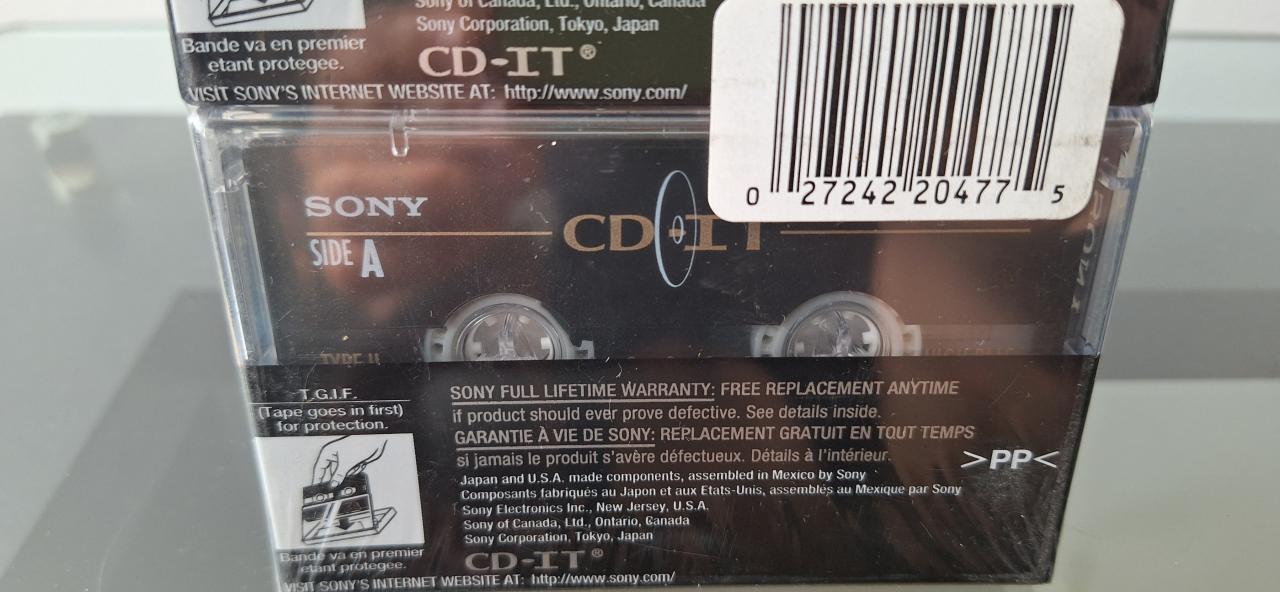 Sony of Canada, Ltd., Ontario, Canada
Sony Corporation, Tokyo, Japan
Bande va en premier
etant protegee.
CD-IT®
VISIT SONY'S INTERNET WEBSITE AT: http://www.sony.com/
0 27242 20477 5
SONY
CD-IT
SIDE A
TYPE II
T.G.I.F.
(Tape goes in first)
for protection.
SONY FULL LIFETIME WARRANTY: FREE REPLACEMENT ANYTIME
if product should ever prove defective. See details inside.
GARANTIE À VIE DE SONY: REPLACEMENT GRATUIT EN TOUT TEMPS
si jamais le produit s'avère défectueux. Détails à l'intérieur.
>PP<
Japan and U.S.A. made components, assembled in Mexico by Sony
Composants fabriqués au Japon et aux Etats-Unis, assemblés au Mexique par Sony
Sony Electronics Inc., New Jersey, U.S.A.
Sony of Canada, Ltd., Ontario, Canada
Sony Corporation, Tokyo, Japan
Bande va en premier
etant protegee.
CD-IT®
VISIT SONY'S INTERNET WEBSITE AT: http://www.sony.com/